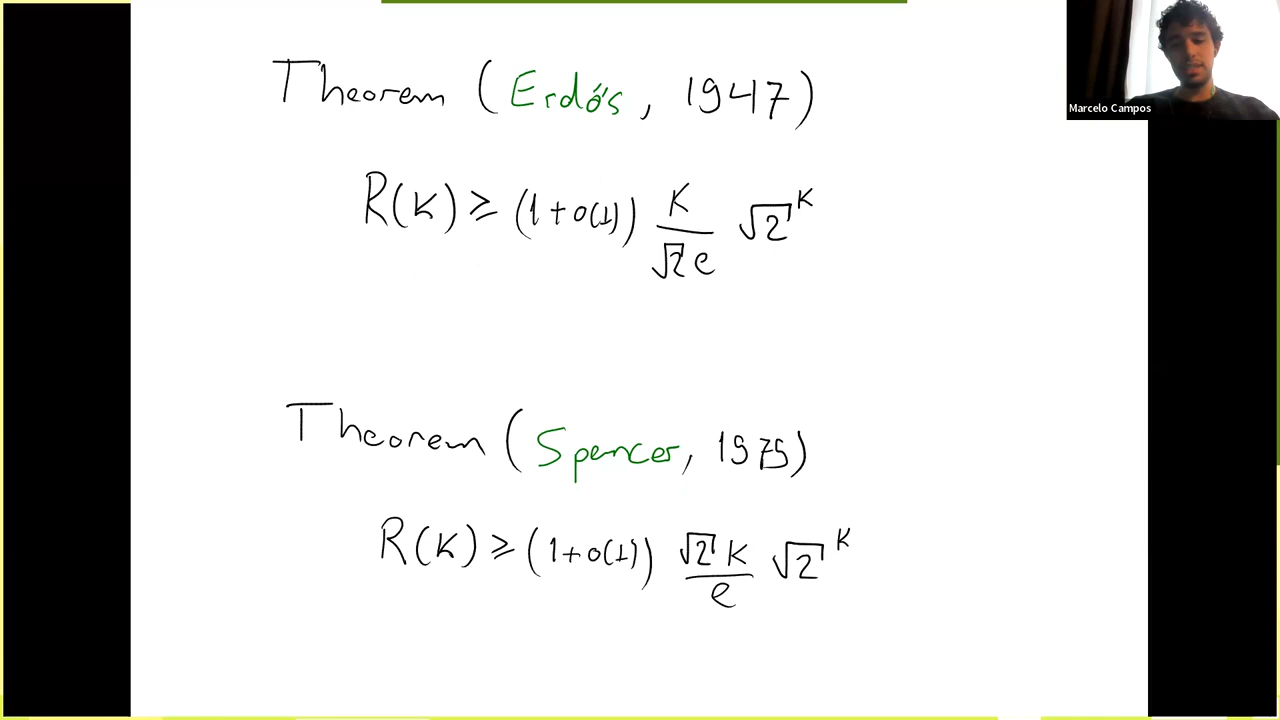 Theorem (Erdős, 1947)
R(K) ≥ (1+o(1)) K/(√2 e) √2^K
Marcelo Campos
Theorem (Spencer, 1975)
R(K) ≥ (1+o(1)) (√2 K)/e √2^K